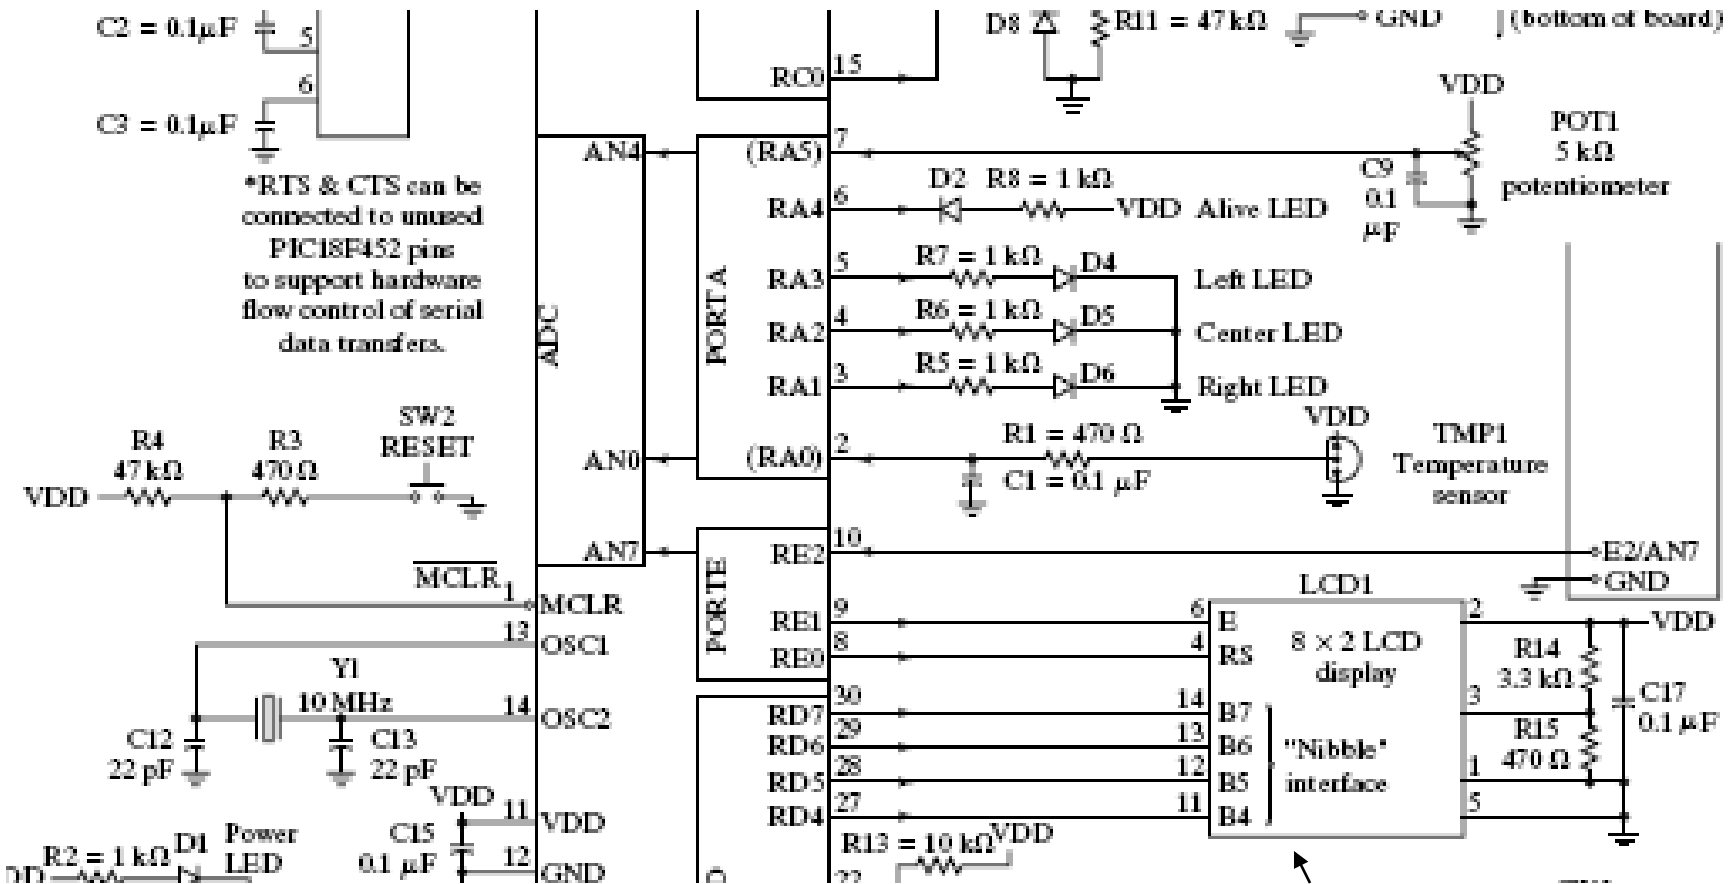 C2 = 0.1μF
5
6
C3 = 0.1μF
*RTS & CTS can be
connected to unused
PIC18F452 pins
to support hardware
flow control of serial
data transfers.
D8
R11 = 47 kΩ
GND
(bottom of board)
RC0
15
VDD
POT1
5 kΩ
potentiometer
C9
0.1
μF
AN4
(RA5)
7
RA4
6
D2
R8 = 1 kΩ
VDD
Alive LED
RA3
5
R7 = 1 kΩ
D4
Left LED
RA2
4
R6 = 1 kΩ
D5
Center LED
RA1
3
R5 = 1 kΩ
D6
Right LED
ADC
PORTA
AN0
(RA0)
2
R1 = 470 Ω
C1 = 0.1 μF
VDD
TMP1
Temperature
sensor
SW2
RESET
R4
47 kΩ
R3
470 Ω
VDD
AN7
RE2
10
E2/AN7
GND
MCLR
1
MCLR
13
OSC1
Y1
10 MHz
14
OSC2
C12
22 pF
C13
22 pF
PORTE
RE1
9
RE0
8
LCD1
6
E
4
RS
8 × 2 LCD
display
2
VDD
R14
3.3 kΩ
3
C17
0.1 μF
R15
470 Ω
1
5
RD7
30
14
B7
RD6
29
13
B6
RD5
28
12
B5
RD4
27
11
B4
"Nibble"
interface
VDD
11
VDD
C15
0.1 μF
12
GND
R2 = 1 kΩ
D1
Power
LED
DD
R13 = 10 kΩ
VDD
22
D